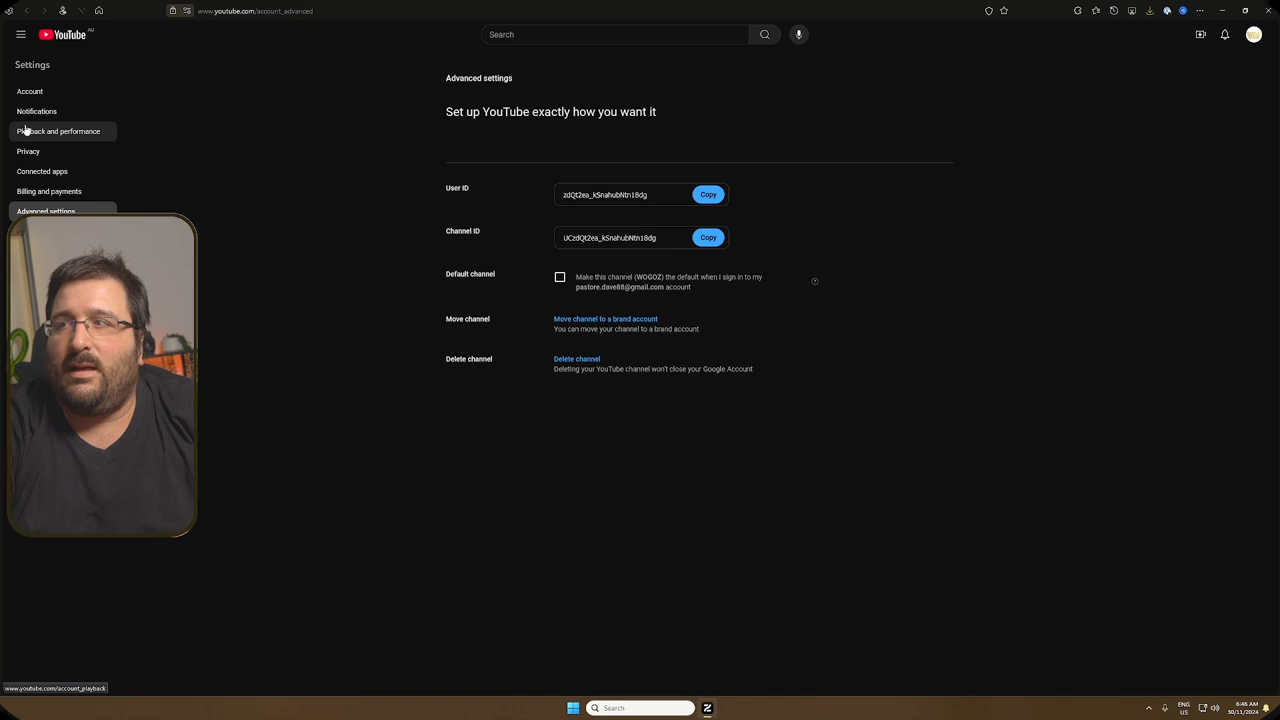 www.youtube.com/account_advanced
YouTube AU
Search
Settings
Account
Notifications
Playback and performance
Privacy
Connected apps
Billing and payments
Advanced settings
Advanced settings
Set up YouTube exactly how you want it
User ID
zdQt2ea_kSnahubNtn18dg
Copy
Channel ID
UCzdQt2ea_kSnahubNtn18dg
Copy
Default channel
Make this channel (WOGOZ) the default when I sign in to my
pastore.dave88@gmail.com account
Move channel
Move channel to a brand account
You can move your channel to a brand account
Delete channel
Delete channel
Deleting your YouTube channel won't close your Google Account
www.youtube.com/account_playback
Search
ENG
US
6:46 AM
30/11/2024